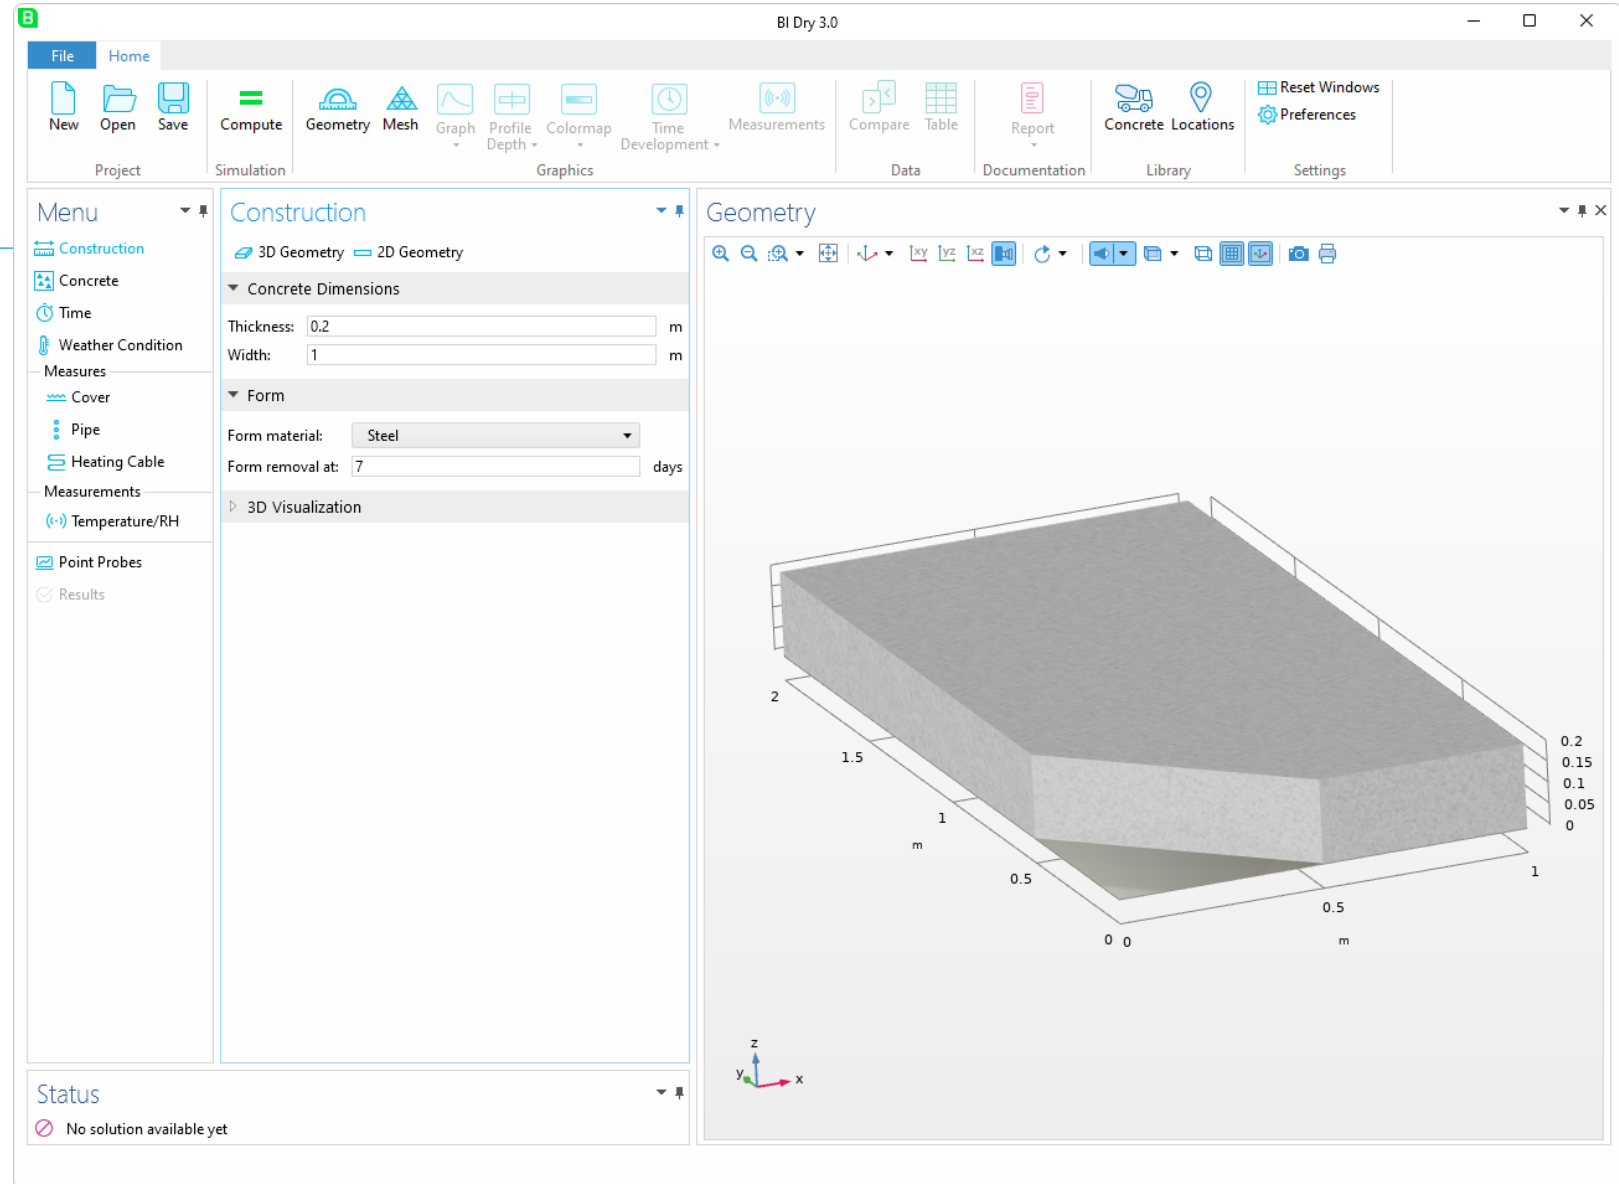 BI Dry 3.0
File Home
New Open Save Compute Geometry Mesh Graph Profile Depth Colormap Time Development Measurements Compare Table Report Concrete Locations Reset Windows
Preferences
Project Simulation Graphics Data Documentation Library Settings
Menu
Construction
Concrete
Time
Weather Condition
Measures
Cover
Pipe
Heating Cable
Measurements
Temperature/RH
Point Probes
Results
Construction
3D Geometry 2D Geometry
Concrete Dimensions
Thickness: 0.2 m
Width: 1 m
Form
Form material: Steel
Form removal at: 7 days
3D Visualization
Geometry
xy yz xz
2
1.5
1
m
0.5
0 0
0.5
m
1
0.2
0.15
0.1
0.05
0
z
y x
Status
No solution available yet